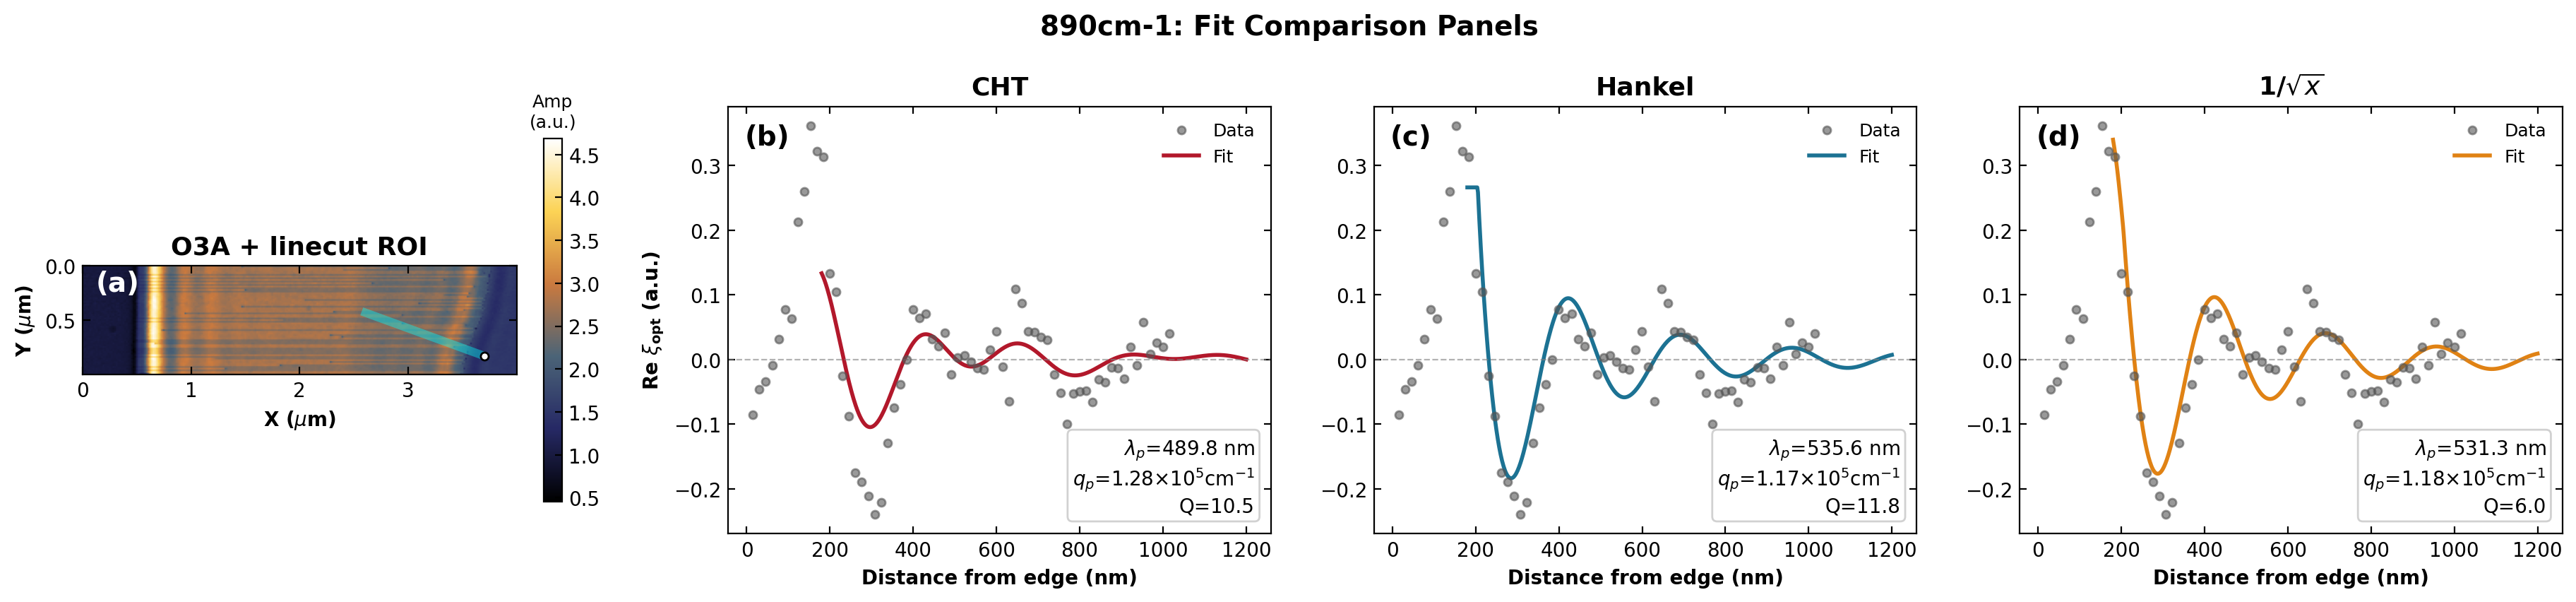 890cm-1: Fit Comparison Panels
O3A + linecut ROI
(a)
0.0
0.5
Y (μm)
0 1 2 3
X (μm)
Amp
(a.u.)
4.5
4.0
3.5
3.0
2.5
2.0
1.5
1.0
0.5
CHT
(b)
Data
Fit
Re ξopt (a.u.)
0.3
0.2
0.1
0.0
−0.1
−0.2
λp=489.8 nm
qp=1.28×10⁵cm⁻¹
Q=10.5
0 200 400 600 800 1000 1200
Distance from edge (nm)
Hankel
(c)
Data
Fit
0.3
0.2
0.1
0.0
−0.1
−0.2
λp=535.6 nm
qp=1.17×10⁵cm⁻¹
Q=11.8
0 200 400 600 800 1000 1200
Distance from edge (nm)
1/√x
(d)
Data
Fit
0.3
0.2
0.1
0.0
−0.1
−0.2
λp=531.3 nm
qp=1.18×10⁵cm⁻¹
Q=6.0
0 200 400 600 800 1000 1200
Distance from edge (nm)